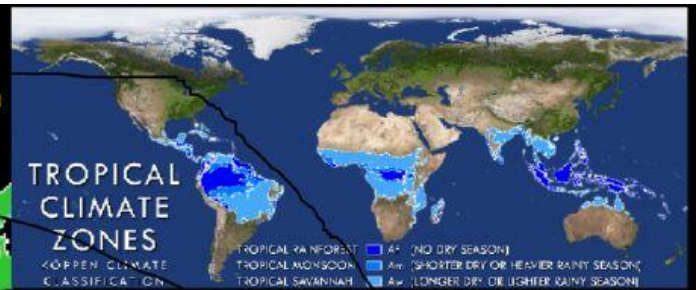 TROPICAL
CLIMATE
ZONES
KÖPPEN CLIMATE
CLASSIFICATION
TROPICAL RAINFOREST Af (NO DRY SEASON)
TROPICAL MONSOON Am (SHORTER DRY OR HEAVIER RAINY SEASON)
TROPICAL SAVANNAH Aw (LONGER DRY OR LIGHTER RAINY SEASON)